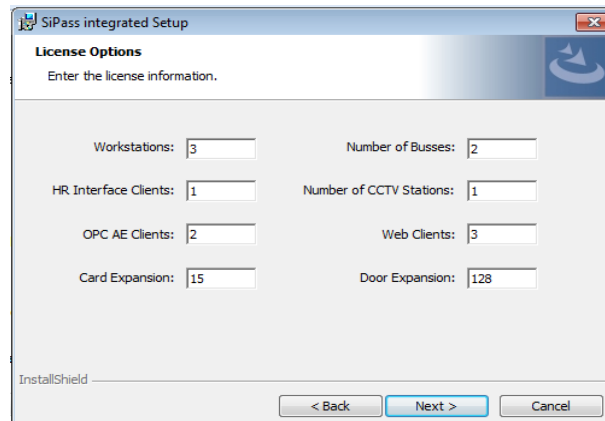 SiPass integrated Setup
License Options
Enter the license information.
Workstations: 3 Number of Busses: 2
HR Interface Clients: 1 Number of CCTV Stations: 1
OPC AE Clients: 2 Web Clients: 3
Card Expansion: 15 Door Expansion: 128
InstallShield
< Back Next > Cancel